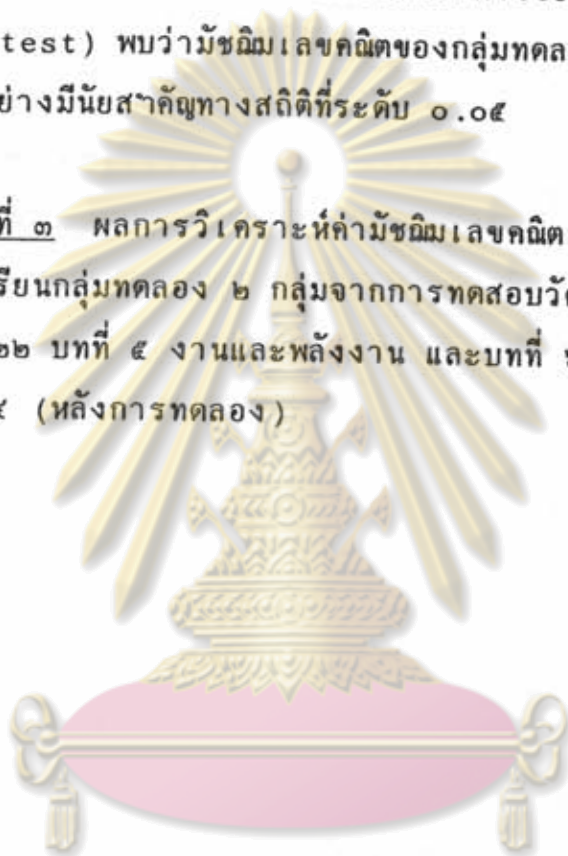 test) พบว่ามัชฌิมเลขคณิตของกลุ่มทดล
ย่างมีนัยสำคัญทางสถิติที่ระดับ ๐.๐๕
ที่ ๓ ผลการวิเคราะห์ค่ามัชฌิมเลขคณิต
รียนกลุ่มทดลอง ๒ กลุ่มจากการทดสอบวั
๒๒ บทที่ ๕ งานและพลังงาน และบทที่
(หลังการทดลอง)